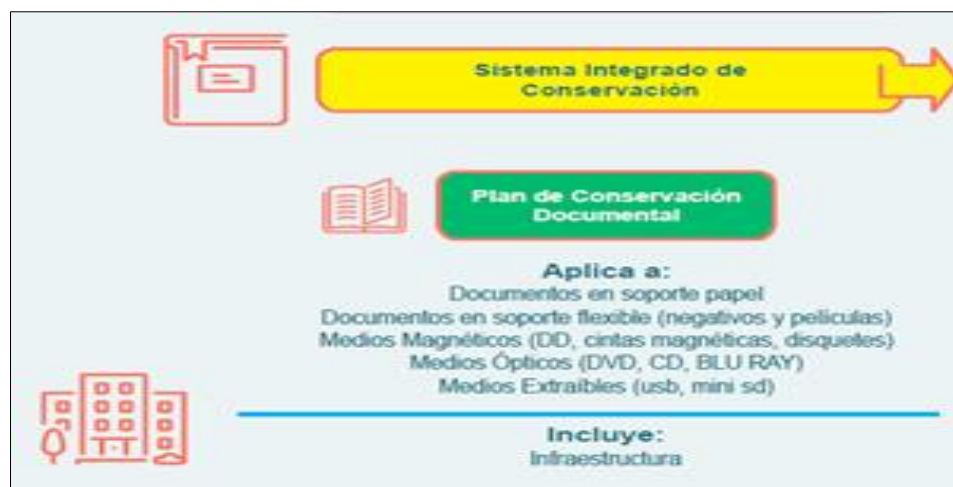 Sistema Integrado de
Conservación
Plan de Conservación
Documental
Aplica a:
Documentos en soporte papel
Documentos en soporte flexible (negativos y películas)
Medios Magnéticos (DD, cintas magnéticas, disquetes)
Medios Ópticos (DVD, CD, BLU RAY)
Medios Extraíbles (usb, mini sd)
Incluye:
Infraestructura